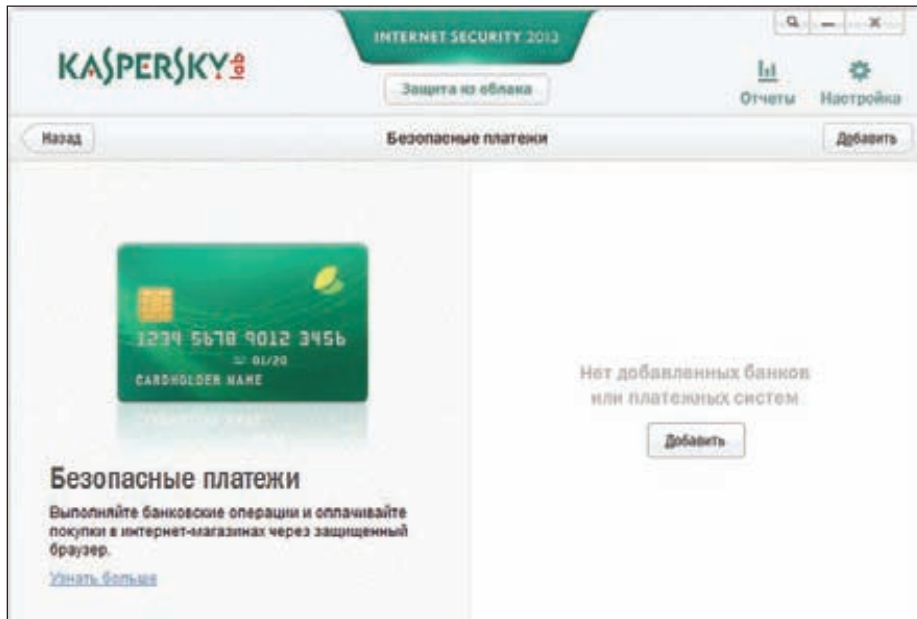 KASPERSKY lab
INTERNET SECURITY 2013
Защита из облака
Отчеты
Настройка
Назад
Безопасные платежи
Добавить
1234 5678 9012 3456
01/20
CARDHOLDER NAME
Безопасные платежи
Выполняйте банковские операции и оплачивайте
покупки в интернет-магазинах через защищенный
браузер.
Узнать больше
Нет добавленных банков
или платежных систем
Добавить